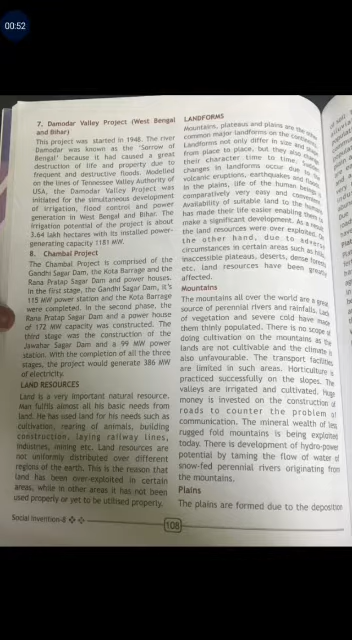 00:52
7. Damodar Valley Project (West Bengal
and Bihar)
This project was started in 1948. The river
Damodar was known as the 'Sorrow of
Bengal' because it had caused a great
destruction of life and property due to
frequent and destructive floods. Modelled
on the lines of Tennessee Valley Authority of
USA, the Damodar Valley Project was
initiated for the simultaneous development
of irrigation, flood control and power
generation in West Bengal and Bihar. The
irrigation potential of the project is about
3.64 lakh hectares with its installed power-
generating capacity 1181 MW.
8. Chambal Project
The Chambal Project is comprised of the
Gandhi Sagar Dam, the Kota Barrage and the
Rana Pratap Sagar Dam and power houses.
In the first stage, the Gandhi Sagar Dam, it's
115 MW power station and the Kota Barrage
were completed. In the second phase, the
Rana Pratap Sagar Dam and a power house
of 172 MW capacity was constructed. The
third stage was the construction of the
Jawahar Sagar Dam and a 99 MW power
station. With the completion of all the three
stages, the project would generate 386 MW
of electricity.
LAND RESOURCES
Land is a very important natural resource.
Man fulfils almost all his basic needs from
land. He has used land for his needs such as
cultivation, rearing of animals, building
construction, laying railway lines,
industries, mining etc. Land resources are
not uniformly distributed over different
regions of the earth. This is the reason that
land has been over-exploited in certain
areas, while in other areas it has not been
used properly or yet to be utilised properly.
Social Invention-8
LANDFORMS
Mountains, plateaus and plains are the
common major landforms on the
Landforms not only differ in size and
from place to place, but they also change
their character time to time.
changes in landforms occur due to the
volcanic eruptions, earthquakes and
In the plains, life of the human beings is
comparatively very easy and convenient.
Availability of suitable land to the humans
has made their life easier enabling them to
make a significant development. As a result
the land resources were over exploited. On
the other hand, due to adverse
circumstances in certain areas such as hills,
inaccessible plateaus, deserts, dense forests
etc. land resources have been greatly
affected.
Mountains
The mountains all over the world are a great
source of perennial rivers and rainfalls. Lack
of vegetation and severe cold have made
them thinly populated. There is no scope of
doing cultivation on the mountains as the
lands are not cultivable and the climate is
also unfavourable. The transport facilities
are limited in such areas. Horticulture is
practiced successfully on the slopes. The
valleys are irrigated and cultivated. Huge
money is invested on the construction of
roads to counter the problem of
communication. The mineral wealth of less
rugged fold mountains is being exploited
today. There is development of hydro-power
potential by taming the flow of water of
snow-fed perennial rivers originating from
the mountains.
Plains
The plains are formed due to the deposition
108